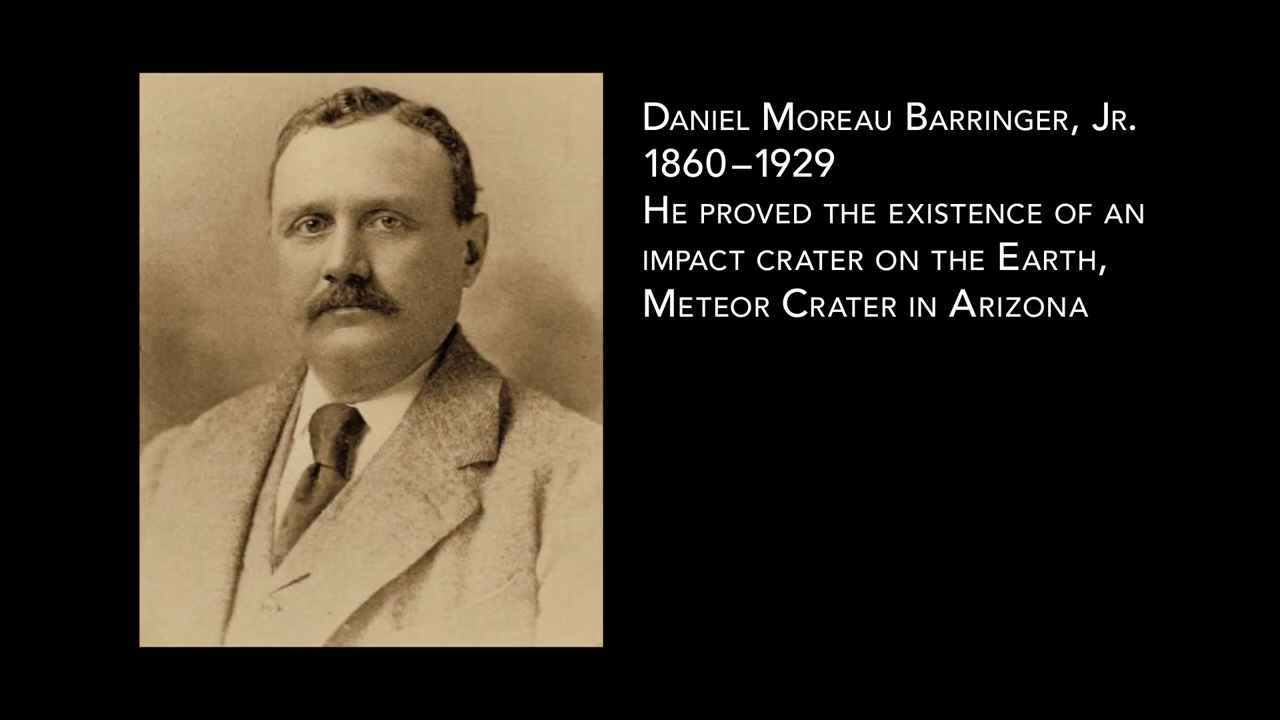 Daniel Moreau Barringer, Jr.
1860–1929
He proved the existence of an
impact crater on the Earth,
Meteor Crater in Arizona